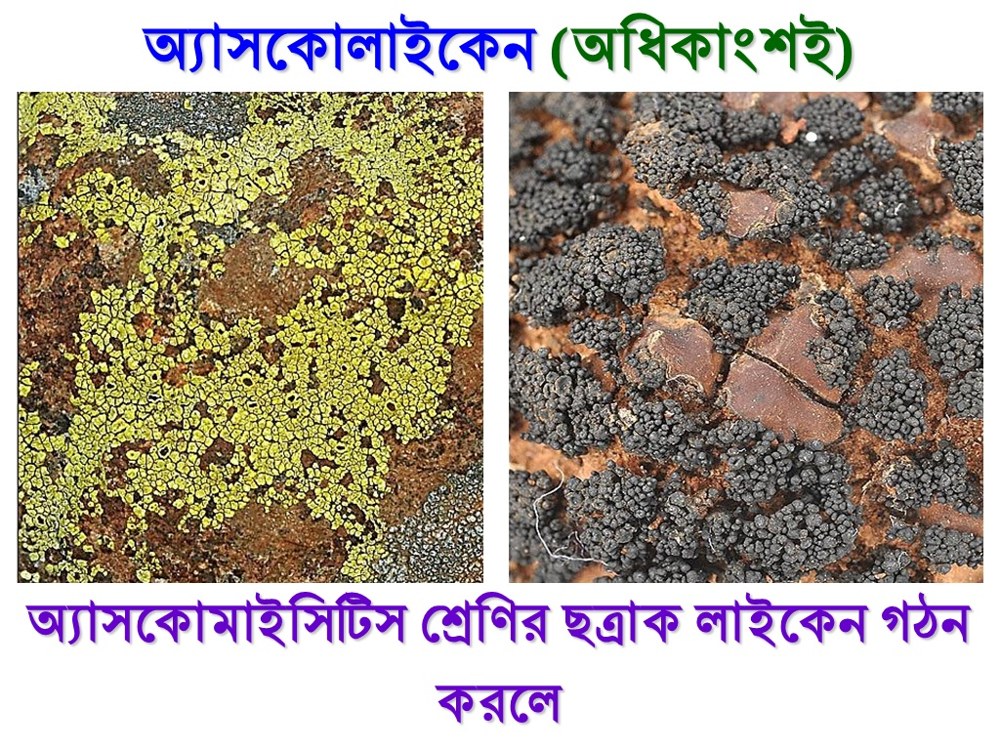 অ্যাসকোলাইকেন (অধিকাংশই)
অ্যাসকোমাইসিটিস শ্রেণির ছত্রাক লাইকেন গঠন
করলে